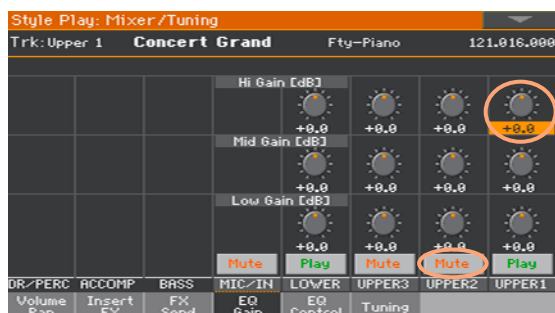 Style Play: Mixer/Tuning
Trk:Upper 1 Concert Grand Fty-Piano 121.016.000
Hi Gain [dB]
+0.0 +0.0 +0.0 +0.0
Mid Gain [dB]
+0.0 +0.0 +0.0 +0.0
Low Gain [dB]
+0.0 +0.0 +0.0 +0.0
Mute Play Mute Mute Play
DR/PERC ACCOMP BASS MIC/IN LOWER UPPER3 UPPER2 UPPER1
Volume Insert FX EQ EQ Tuning
Pan FX Send Gain Control